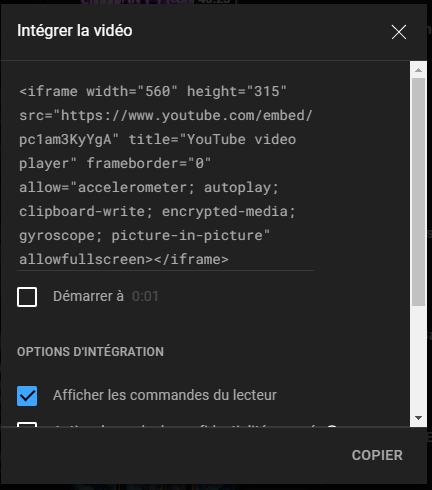 Intégrer la vidéo
<iframe width="560" height="315"
src="https://www.youtube.com/embed/
pc1am3KyYgA" title="YouTube video
player" frameborder="0"
allow="accelerometer; autoplay;
clipboard-write; encrypted-media;
gyroscope; picture-in-picture"
allowfullscreen></iframe>
Démarrer à 0:01
OPTIONS D'INTÉGRATION
Afficher les commandes du lecteur
COPIER